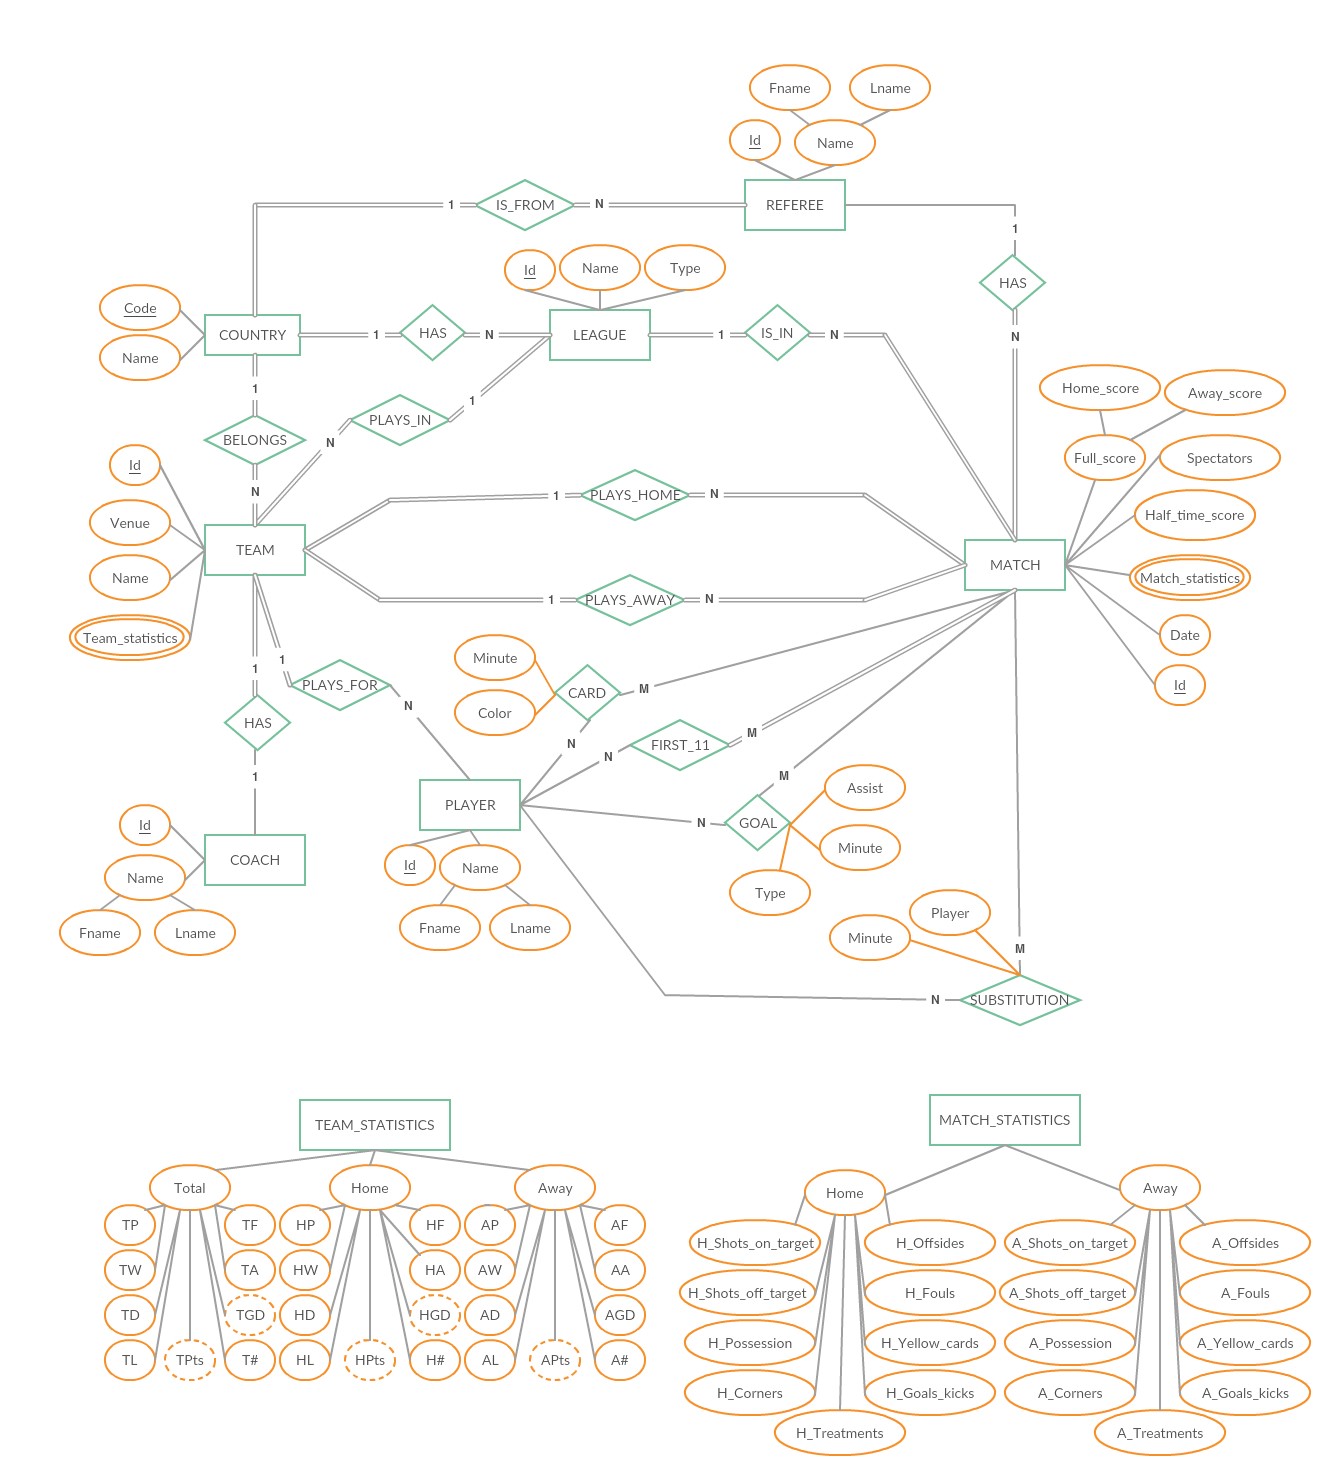 Fname
Lname
Id
Name
REFEREE
1
IS_FROM
N
1
HAS
N
Id
Name
Type
Code
Name
COUNTRY
1
HAS
N
LEAGUE
1
IS_IN
N
1
BELONGS
N
1
PLAYS_IN
N
Home_score
Away_score
Full_score
Spectators
Half_time_score
Match_statistics
Date
Id
MATCH
Id
Venue
Name
Team_statistics
TEAM
1
PLAYS_HOME
N
1
PLAYS_AWAY
N
1
HAS
1
1
PLAYS_FOR
N
Minute
Color
CARD
M
N
FIRST_11
M
N
M
GOAL
N
Assist
Minute
Type
PLAYER
Id
Name
Fname
Lname
Id
Name
Fname
Lname
COACH
Player
Minute
M
N
SUBSTITUTION
TEAM_STATISTICS
Total
Home
Away
TP
TF
HP
HF
AP
AF
TW
TA
HW
HA
AW
AA
TD
TGD
HD
HGD
AD
AGD
TL
TPts
T#
HL
HPts
H#
AL
APts
A#
MATCH_STATISTICS
Home
Away
H_Shots_on_target
H_Offsides
A_Shots_on_target
A_Offsides
H_Shots_off_target
H_Fouls
A_Shots_off_target
A_Fouls
H_Possession
H_Yellow_cards
A_Possession
A_Yellow_cards
H_Corners
H_Goals_kicks
A_Corners
A_Goals_kicks
H_Treatments
A_Treatments